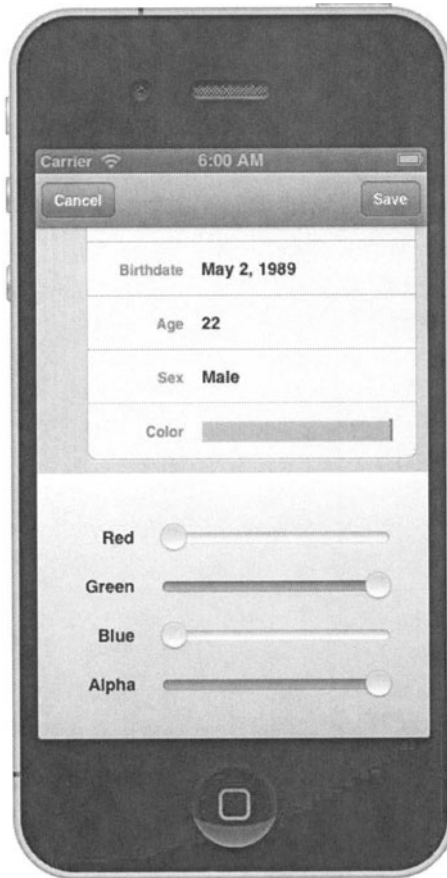 Carrier 6:00 AM
Cancel Save
Birthdate May 2, 1989
Age 22
Sex Male
Color
Red
Green
Blue
Alpha